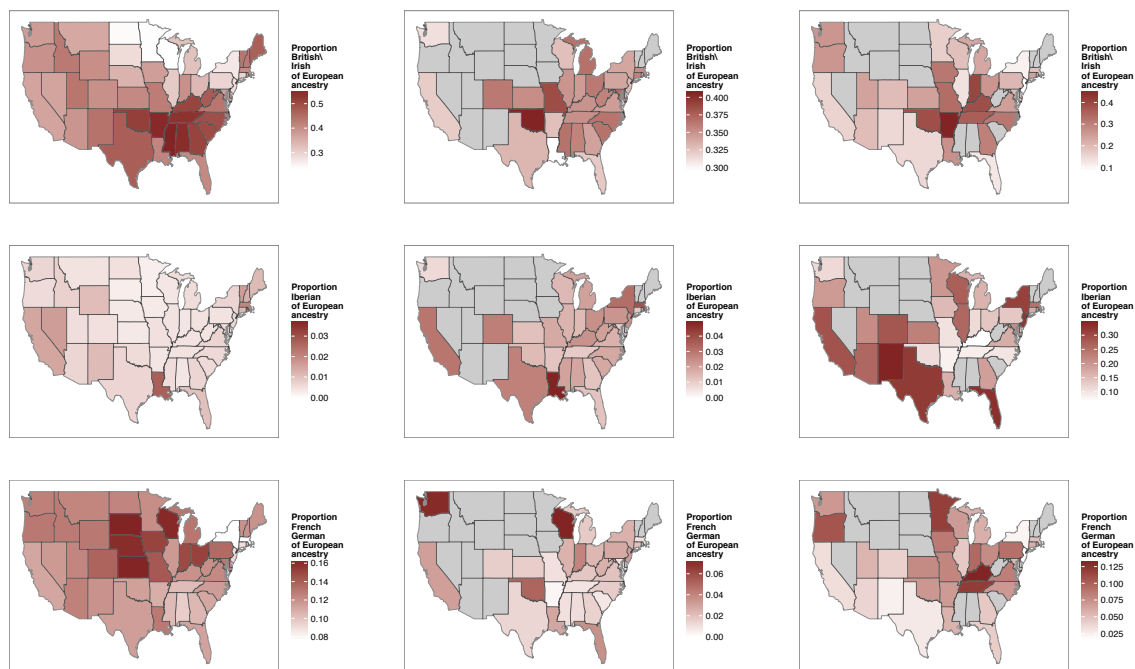 Proportion
British\
Irish
of European
ancestry
0.5
0.4
0.3
Proportion
British\
Irish
of European
ancestry
0.400
0.375
0.350
0.325
0.300
Proportion
British\
Irish
of European
ancestry
0.4
0.3
0.2
0.1
Proportion
Iberian
of European
ancestry
0.03
0.02
0.01
0.00
Proportion
Iberian
of European
ancestry
0.04
0.03
0.02
0.01
0.00
Proportion
Iberian
of European
ancestry
0.30
0.25
0.20
0.15
0.10
Proportion
French
German
of European
ancestry
0.16
0.14
0.12
0.10
0.08
Proportion
French
German
of European
ancestry
0.06
0.04
0.02
0.00
Proportion
French
German
of European
ancestry
0.125
0.100
0.075
0.050
0.025